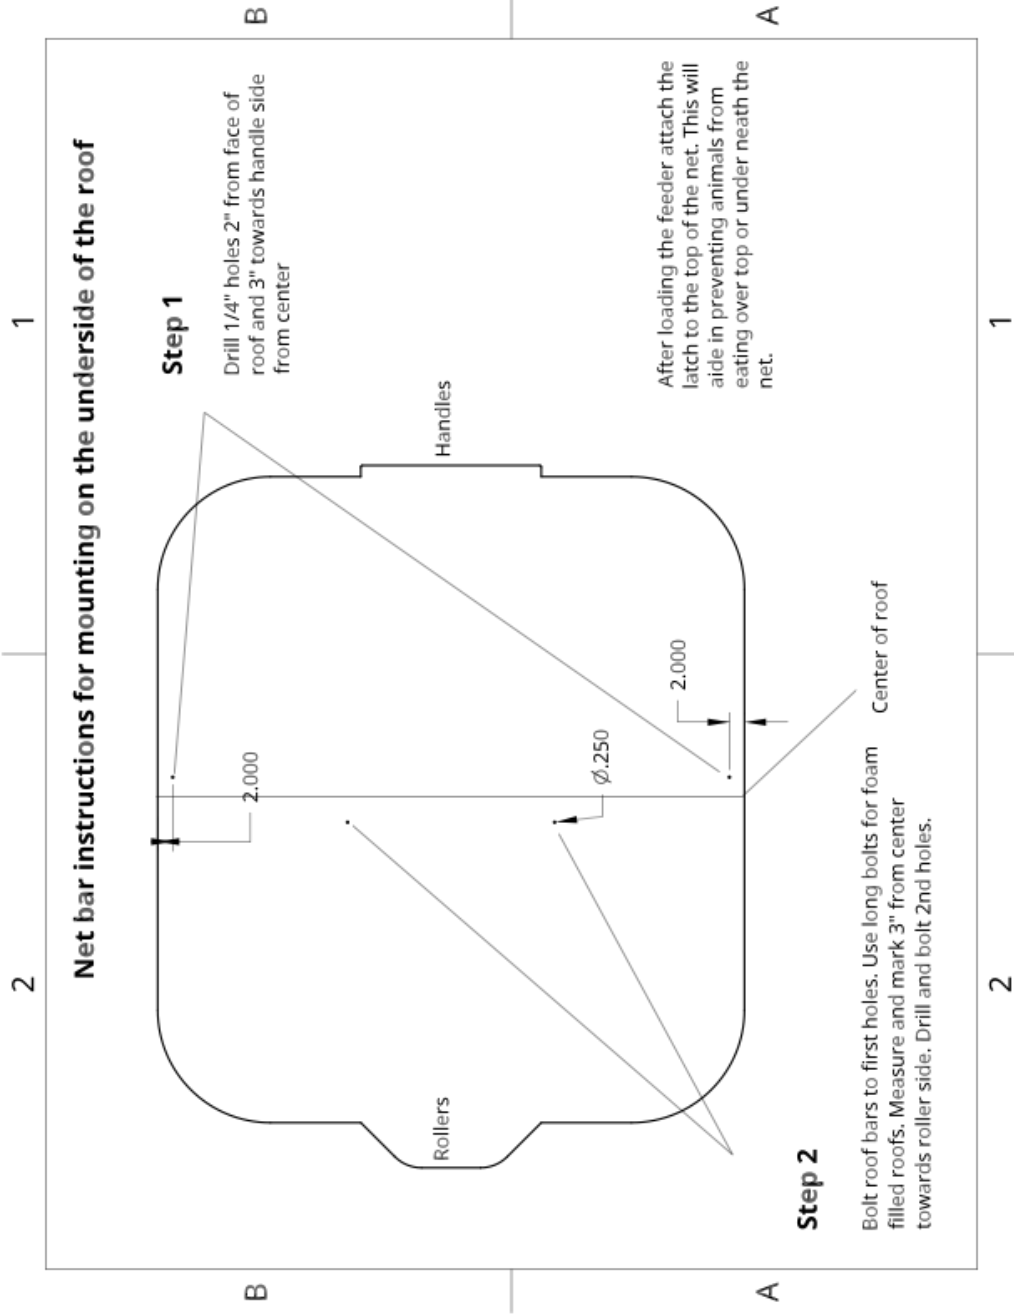 Net bar instructions for mounting on the underside of the roof
2
1
B
B
Step 1
Drill 1/4" holes 2" from face of
roof and 3" towards handle side
from center
2.000
Rollers
Handles
Ø.250
2.000
After loading the feeder attach the
latch to the top of the net. This will
aide in preventing animals from
eating over top or under neath the
net.
Center of roof
Step 2
Bolt roof bars to first holes. Use long bolts for foam
filled roofs. Measure and mark 3" from center
towards roller side. Drill and bolt 2nd holes.
A
A
2
1